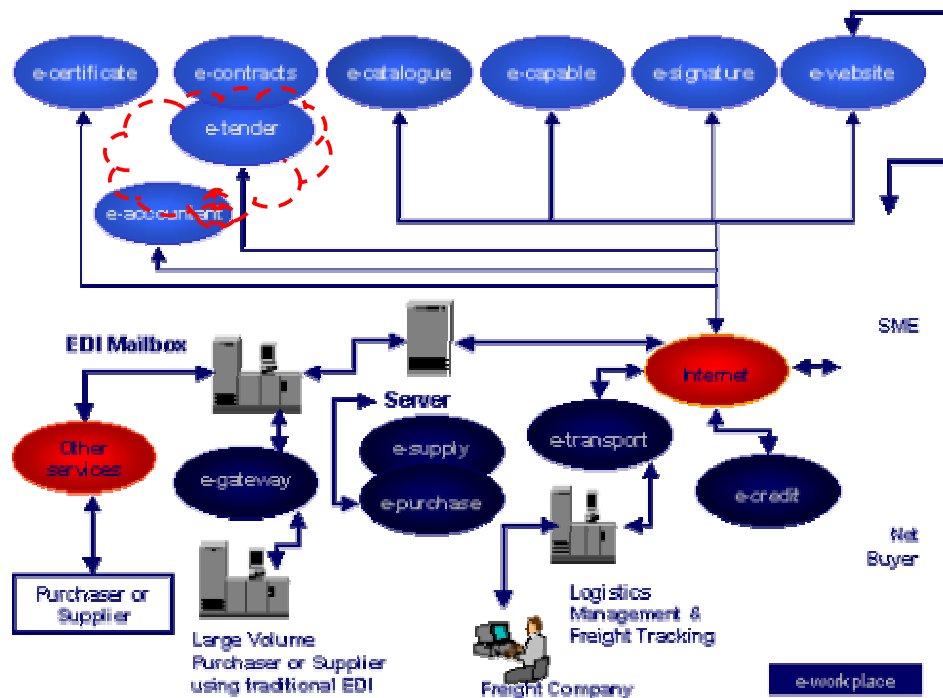 e-certificate
e-contracts
e-catalogue
e-capable
e-signature
e-website
e-tender
e-accountant
EDI Mailbox
SME
Internet
Server
Other
services
e-supply
e-transport
e-gateway
e-purchase
e-credit
Net
Buyer
Purchaser or
Supplier
Logistics
Management &
Freight Tracking
Large Volume
Purchaser or Supplier
using traditional EDI
Freight Company
e-workplace